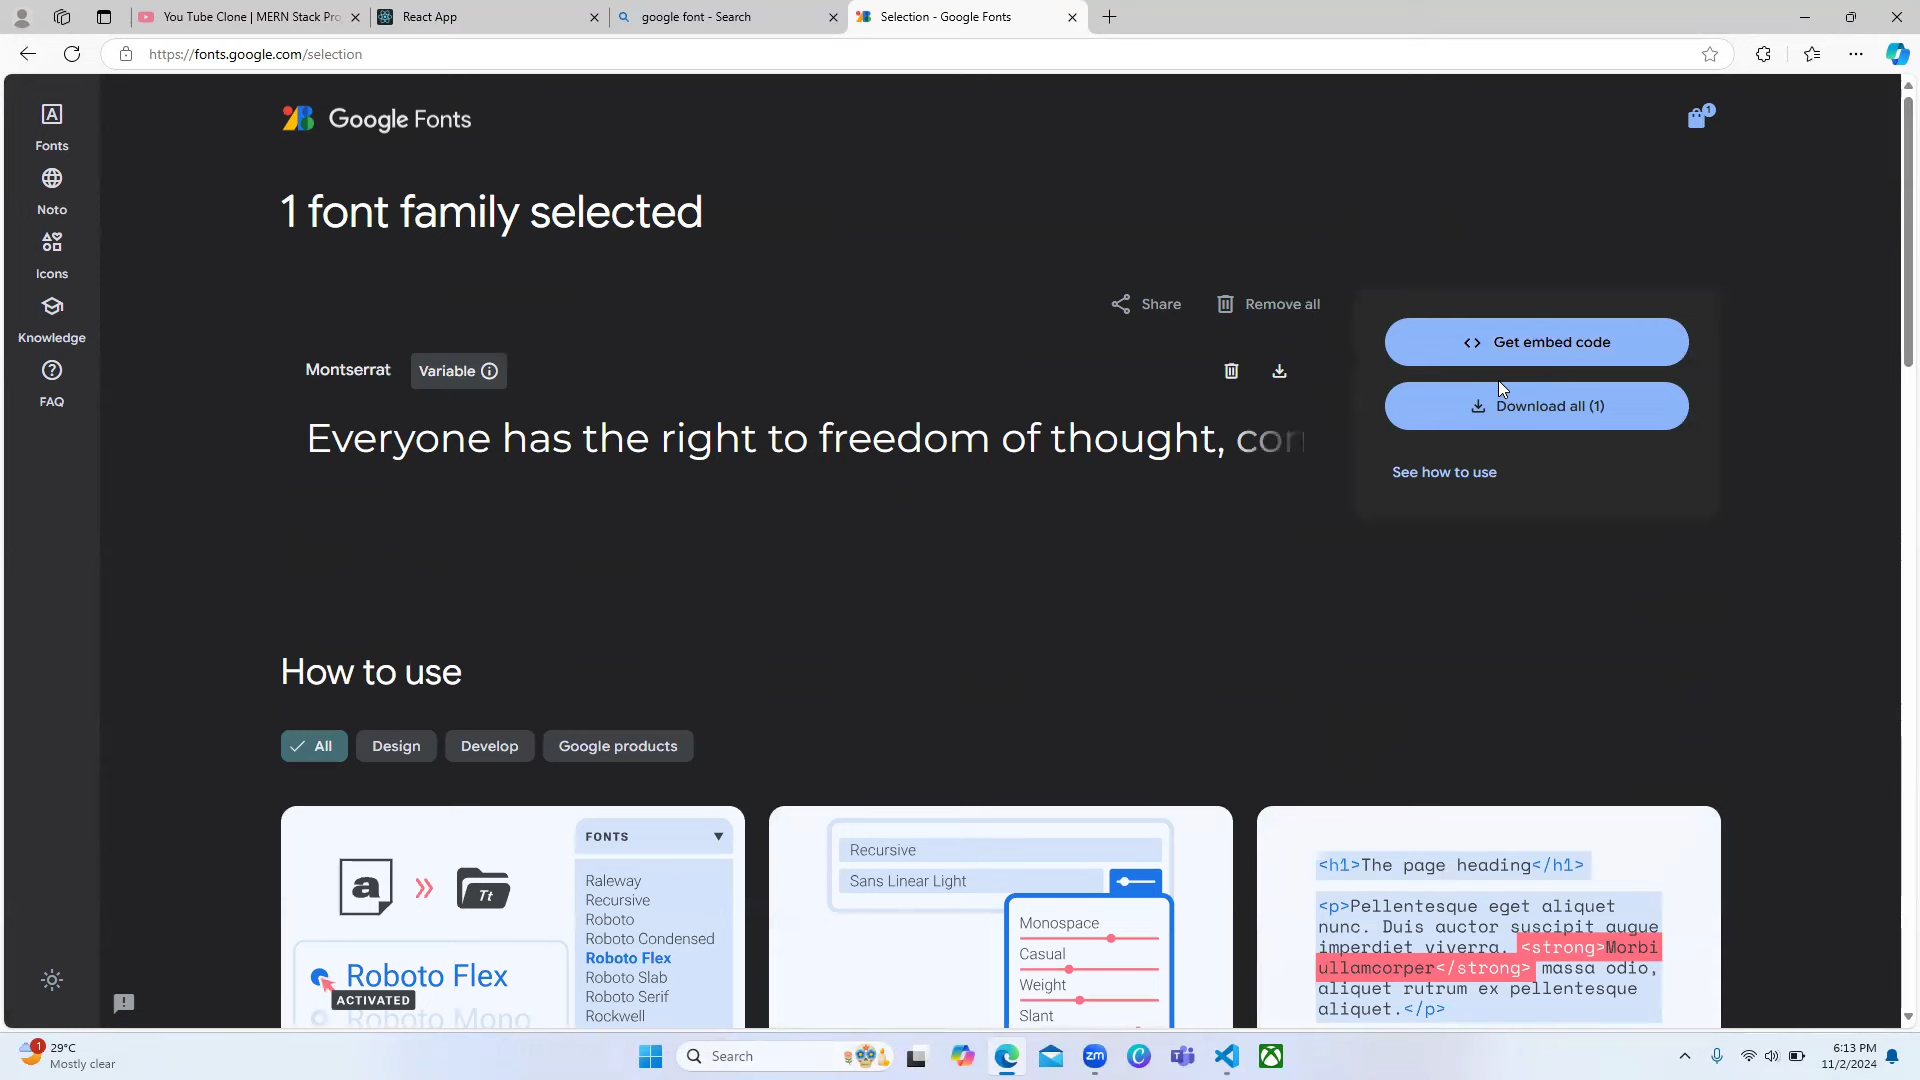 You Tube Clone | MERN Stack Pro
React App
google font - Search
Selection - Google Fonts
https://fonts.google.com/selection
Fonts
Noto
Icons
Knowledge
FAQ
Google Fonts
1
1 font family selected
Share
Remove all
Montserrat
Variable
Everyone has the right to freedom of thought, con
<> Get embed code
Download all (1)
See how to use
How to use
All
Design
Develop
Google products
a
Tt
Roboto Flex
ACTIVATED
Roboto Mono
FONTS
Raleway
Recursive
Roboto
Roboto Condensed
Roboto Flex
Roboto Slab
Roboto Serif
Rockwell
Recursive
Sans Linear Light
Monospace
Casual
Weight
Slant
<h1>The page heading</h1>
<p>Pellentesque eget aliquet
nunc. Duis auctor suscipit augue
imperdiet viverra. <strong>Morbi
ullamcorper</strong> massa odio,
aliquet rutrum ex pellentesque
aliquet.</p>
1
29°C
Mostly clear
Search
zm
6:13 PM
11/2/2024